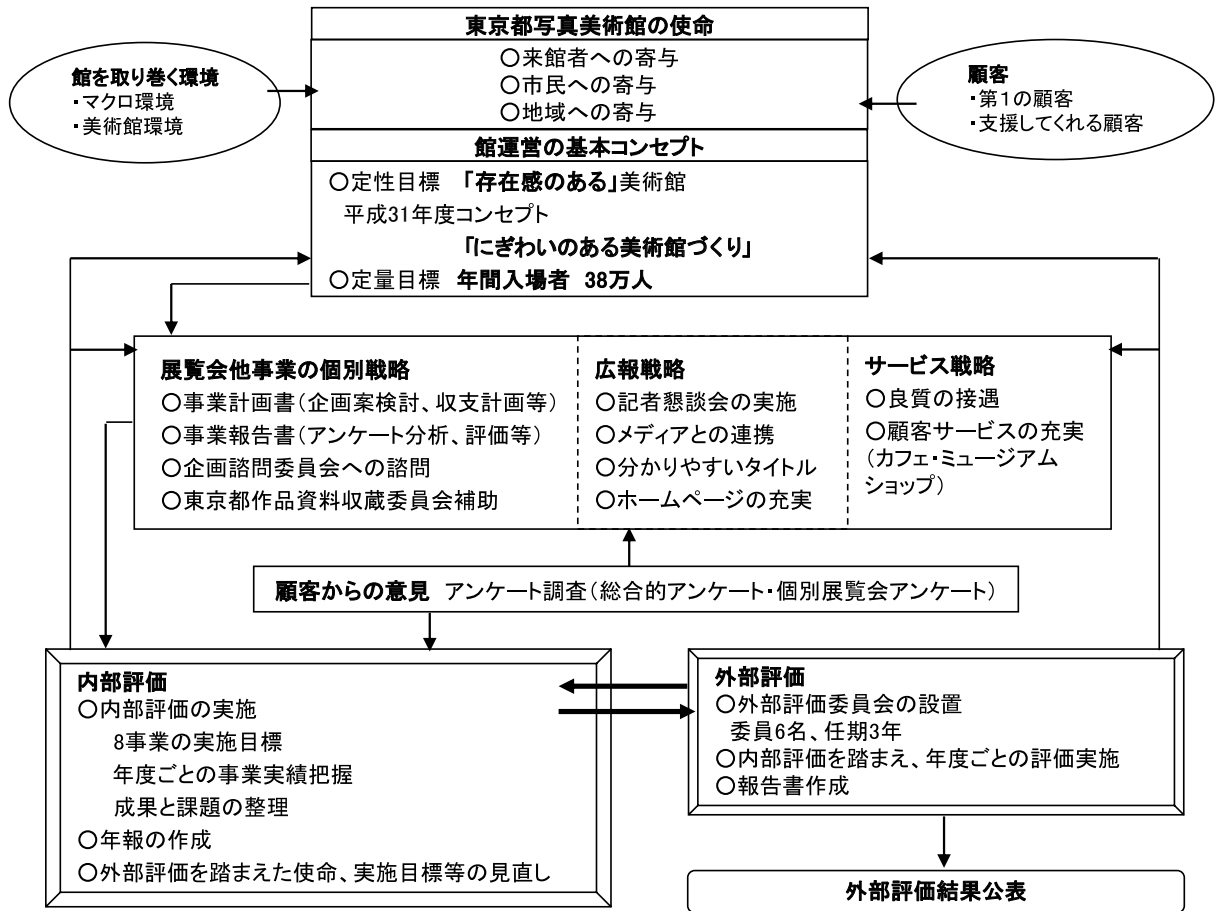 東京都写真美術館の使命
○来館者への寄与
○市民への寄与
○地域への寄与
館を取り巻く環境
・マクロ環境
・美術館環境
顧客
・第1の顧客
・支援してくれる顧客
館運営の基本コンセプト
○定性目標 「存在感のある」美術館
平成31年度コンセプト
「にぎわいのある美術館づくり」
○定量目標 年間入場者 38万人
展覧会他事業の個別戦略
○事業計画書(企画案検討、収支計画等)
○事業報告書(アンケート分析、評価等)
○企画諮問委員会への諮問
○東京都作品資料収蔵委員会補助
広報戦略
○記者懇談会の実施
○メディアとの連携
○分かりやすいタイトル
○ホームページの充実
サービス戦略
○良質の接遇
○顧客サービスの充実
(カフェ・ミュージアム
ショップ)
顧客からの意見 アンケート調査(総合的アンケート・個別展覧会アンケート)
内部評価
○内部評価の実施
8事業の実施目標
年度ごとの事業実績把握
成果と課題の整理
○年報の作成
○外部評価を踏まえた使命、実施目標等の見直し
外部評価
○外部評価委員会の設置
委員6名、任期3年
○内部評価を踏まえ、年度ごとの評価実施
○報告書作成
外部評価結果公表